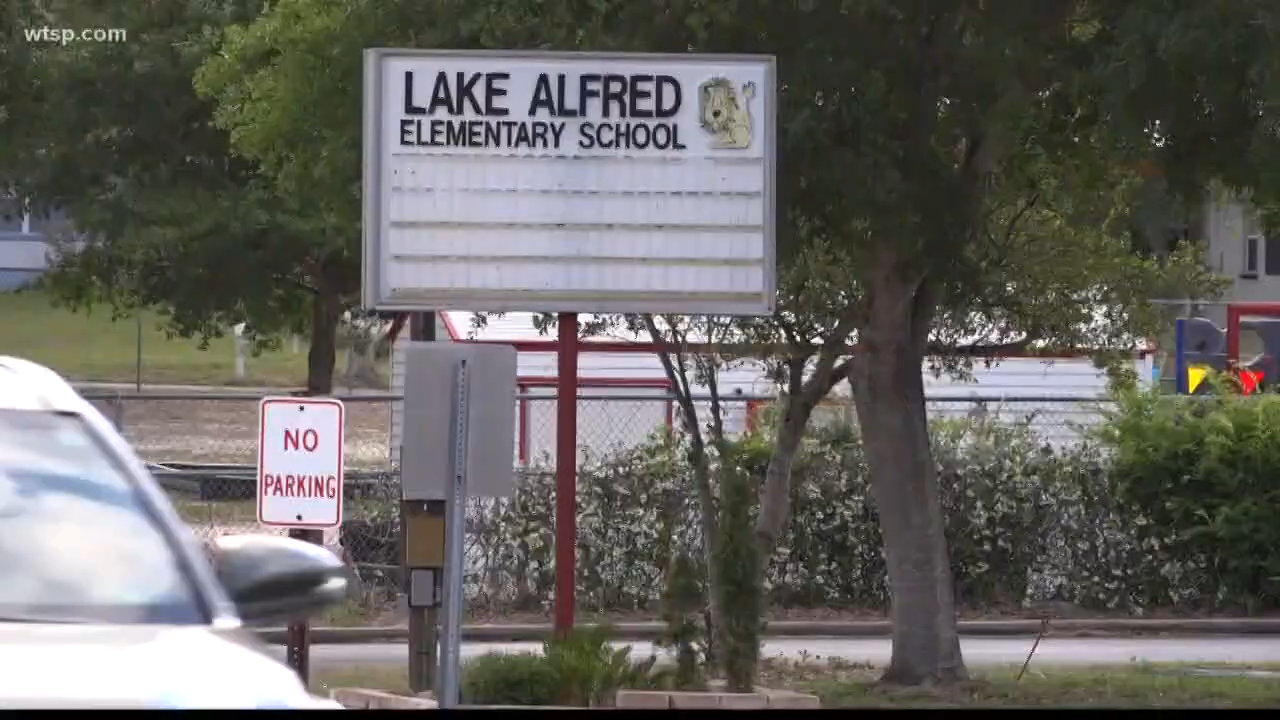 wtsp.com
LAKE ALFRED
ELEMENTARY SCHOOL
NO
PARKING